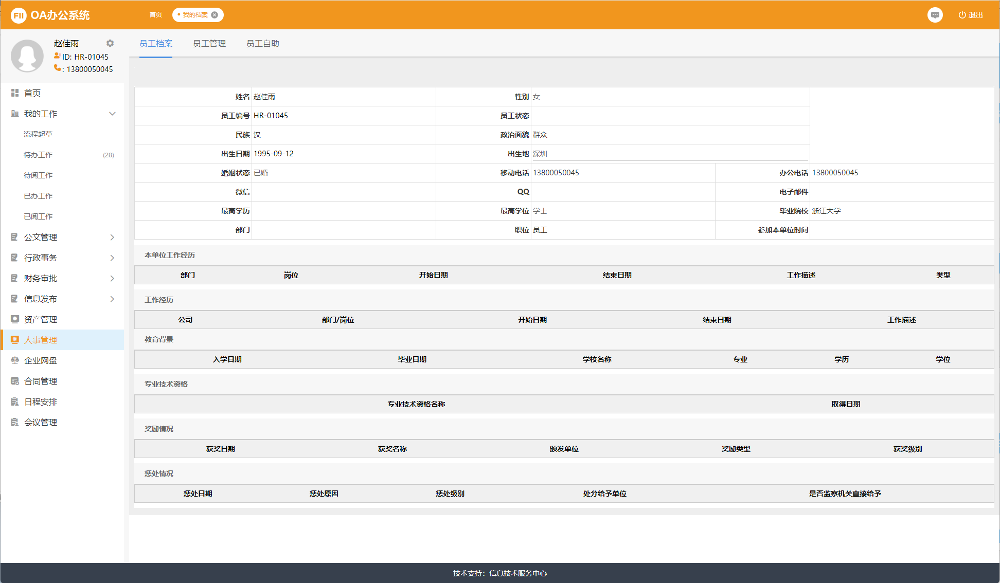 FII OA办公系统
首页
我的档案
退出
赵佳雨
ID: HR-01045
: 13800050045
员工档案 员工管理 员工自助
首页
我的工作
流程起草
待办工作 (28)
待阅工作
已办工作
已阅工作
公文管理
行政事务
财务审批
信息发布
资产管理
人事管理
企业网盘
合同管理
日程安排
会议管理
姓名 赵佳雨 性别 女
员工编号 HR-01045 员工状态
民族 汉 政治面貌 群众
出生日期 1995-09-12 出生地 深圳
婚姻状态 已婚 移动电话 13800050045 办公电话 13800050045
微信 QQ 电子邮件
最高学历 最高学位 学士 毕业院校 浙江大学
部门 职位 员工 参加本单位时间
本单位工作经历
部门 岗位 开始日期 结束日期 工作描述 类型
工作经历
公司 部门/岗位 开始日期 结束日期 工作描述
教育背景
入学日期 毕业日期 学校名称 专业 学历 学位
专业技术资格
专业技术资格名称 取得日期
奖励情况
获奖日期 获奖名称 颁发单位 奖励类型 获奖级别
惩处情况
惩处日期 惩处原因 惩处级别 处分给予单位 是否监察机关直接给予
技术支持：信息技术服务中心